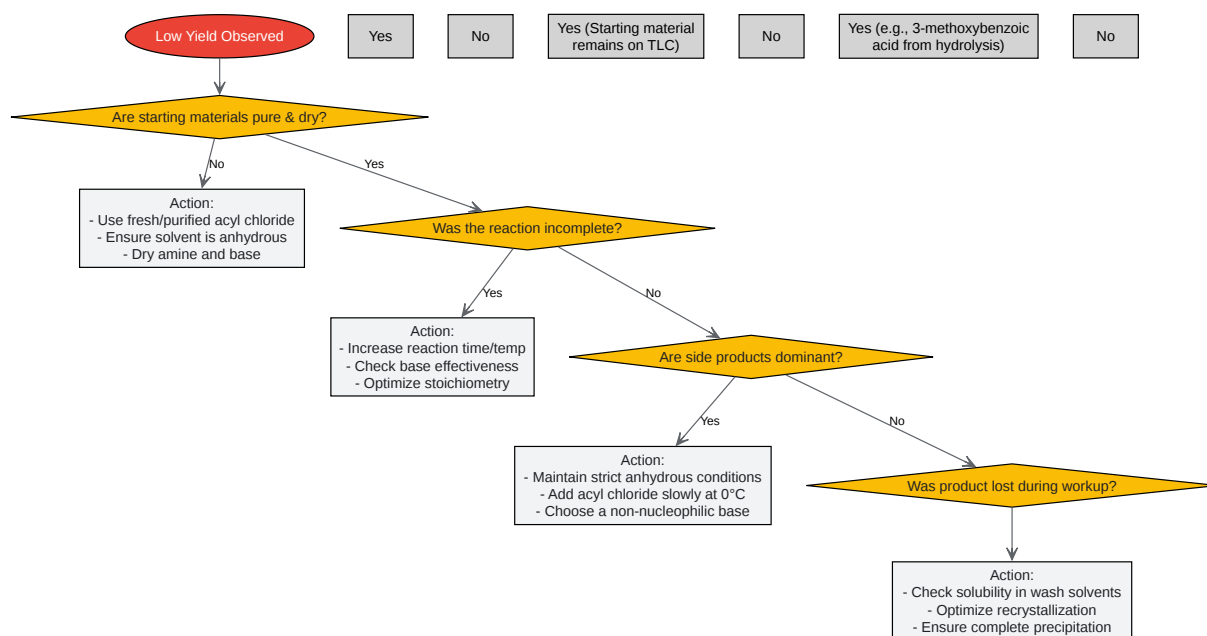 Low Yield Observed
Yes
No
Yes (Starting material
remains on TLC)
No
Yes (e.g., 3-methoxybenzoic
acid from hydrolysis)
No
Are starting materials pure & dry?
No
Yes
Action:
- Use fresh/purified acyl chloride
- Ensure solvent is anhydrous
- Dry amine and base
Was the reaction incomplete?
Yes
No
Action:
- Increase reaction time/temp
- Check base effectiveness
- Optimize stoichiometry
Are side products dominant?
Yes
No
Action:
- Maintain strict anhydrous conditions
- Add acyl chloride slowly at 0°C
- Choose a non-nucleophilic base
Was product lost during workup?
Action:
- Check solubility in wash solvents
- Optimize recrystallization
- Ensure complete precipitation